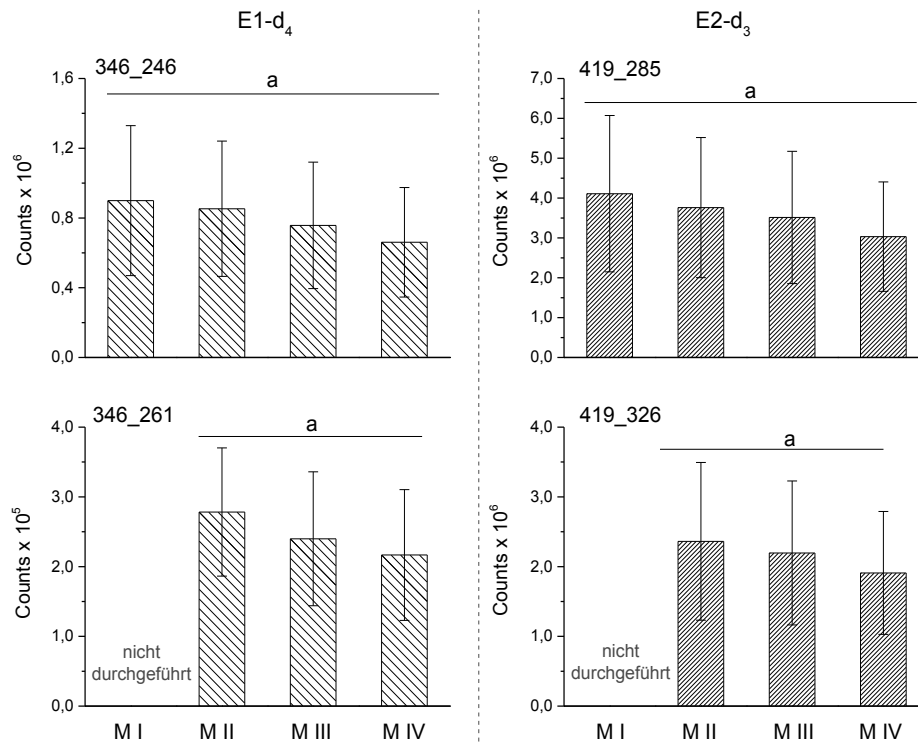 E1-d4
E2-d3
346_246
a
1,6
1,2
0,8
0,4
0,0
Counts x 10^6
419_285
a
7,0
6,0
5,0
4,0
3,0
2,0
1,0
0,0
Counts x 10^6
346_261
a
4,0
3,0
2,0
1,0
0,0
Counts x 10^5
nicht
durchgeführt
M I M II M III M IV
419_326
a
4,0
3,0
2,0
1,0
0,0
Counts x 10^6
nicht
durchgeführt
M I M II M III M IV